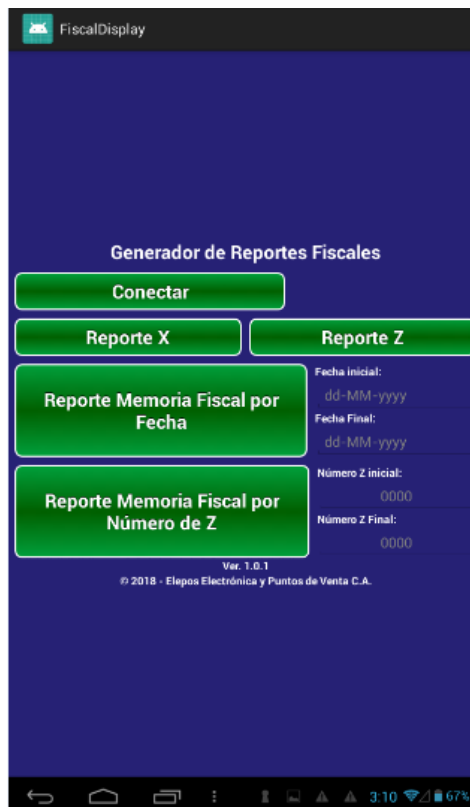 FiscalDisplay
Generador de Reportes Fiscales
Conectar
Reporte X
Reporte Z
Reporte Memoria Fiscal por
Fecha
Fecha inicial:
dd-MM-yyyy
Fecha Final:
dd-MM-yyyy
Reporte Memoria Fiscal por
Número de Z
Número Z inicial:
0000
Número Z Final:
0000
Ver. 1.0.1
© 2018 - Elepos Electrónica y Puntos de Venta C.A.
3:10 67%